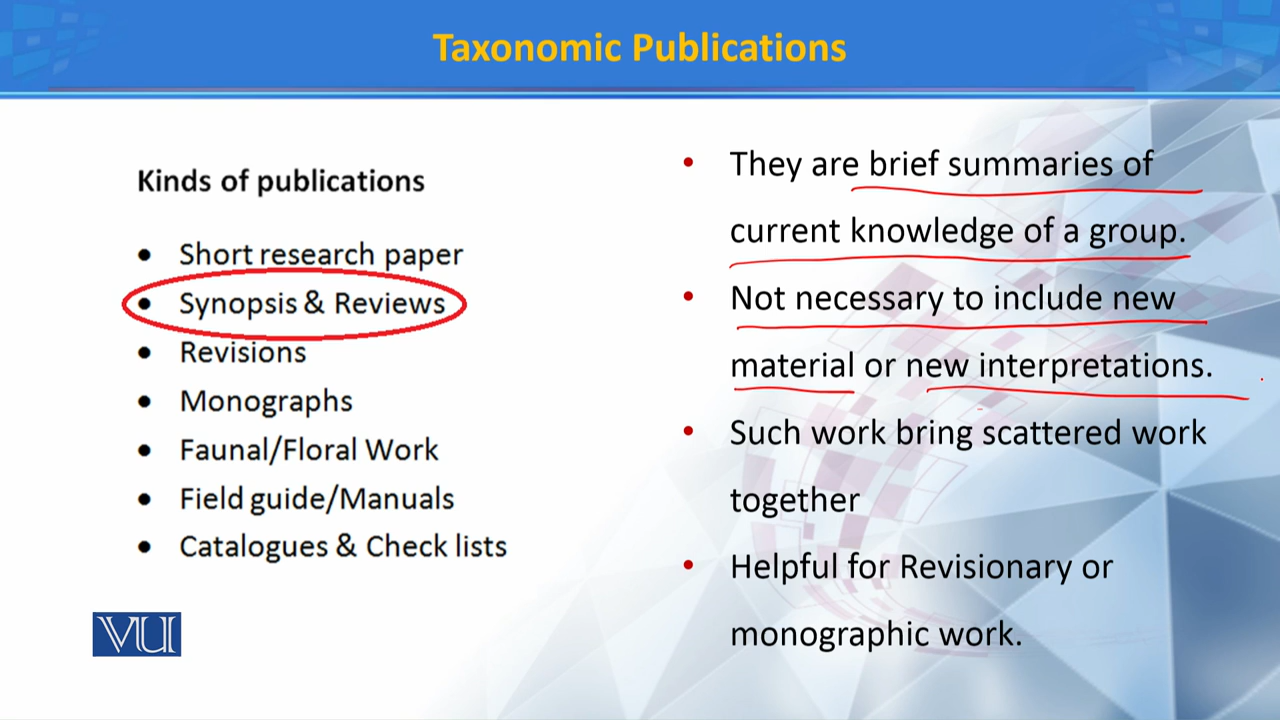 Taxonomic Publications
Kinds of publications
• Short research paper
• Synopsis & Reviews
• Revisions
• Monographs
• Faunal/Floral Work
• Field guide/Manuals
• Catalogues & Check lists
VU
• They are brief summaries of
current knowledge of a group.
• Not necessary to include new
material or new interpretations.
• Such work bring scattered work
together
• Helpful for Revisionary or
monographic work.